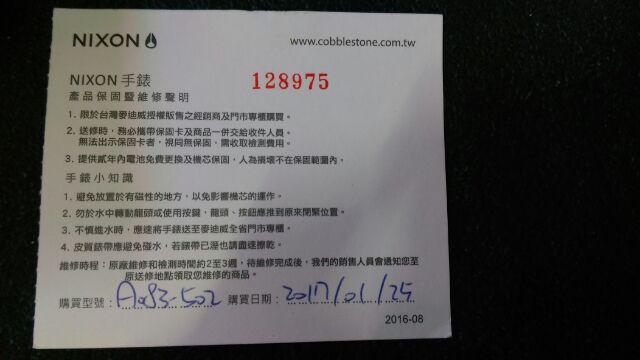 NIXON
www.cobblestone.com.tw
NIXON 手錶
128975
產品保固暨維修聲明
1. 限於台灣麥迪威授權販售之經銷商及門市專櫃購買。
2. 送修時，務必攜帶保固卡及商品一併交給收件人員。
無法出示保固卡者，視同無保固，需收取檢測費用。
3. 提供貳年內電池免費更換及機芯保固，人為損壞不在保固範圍內。
手錶小知識
1. 避免放置於有磁性的地方，以免影響機芯的運作。
2. 勿於水中轉動龍頭或使用按鍵，龍頭、按鈕應推到原來閉緊位置。
3. 不慎進水時，應速將手錶送至麥迪威全省門市專櫃。
4. 皮質錶帶應避免碰水，若錶帶已溼也請盡速擦乾。
維修時程：原廠維修和檢測時間約2至3週，待維修完成後，我們的銷售人員會通知您至
原送修地點領取您維修的商品。
購買型號：A083-502 購買日期：2017/01/25
2016-08